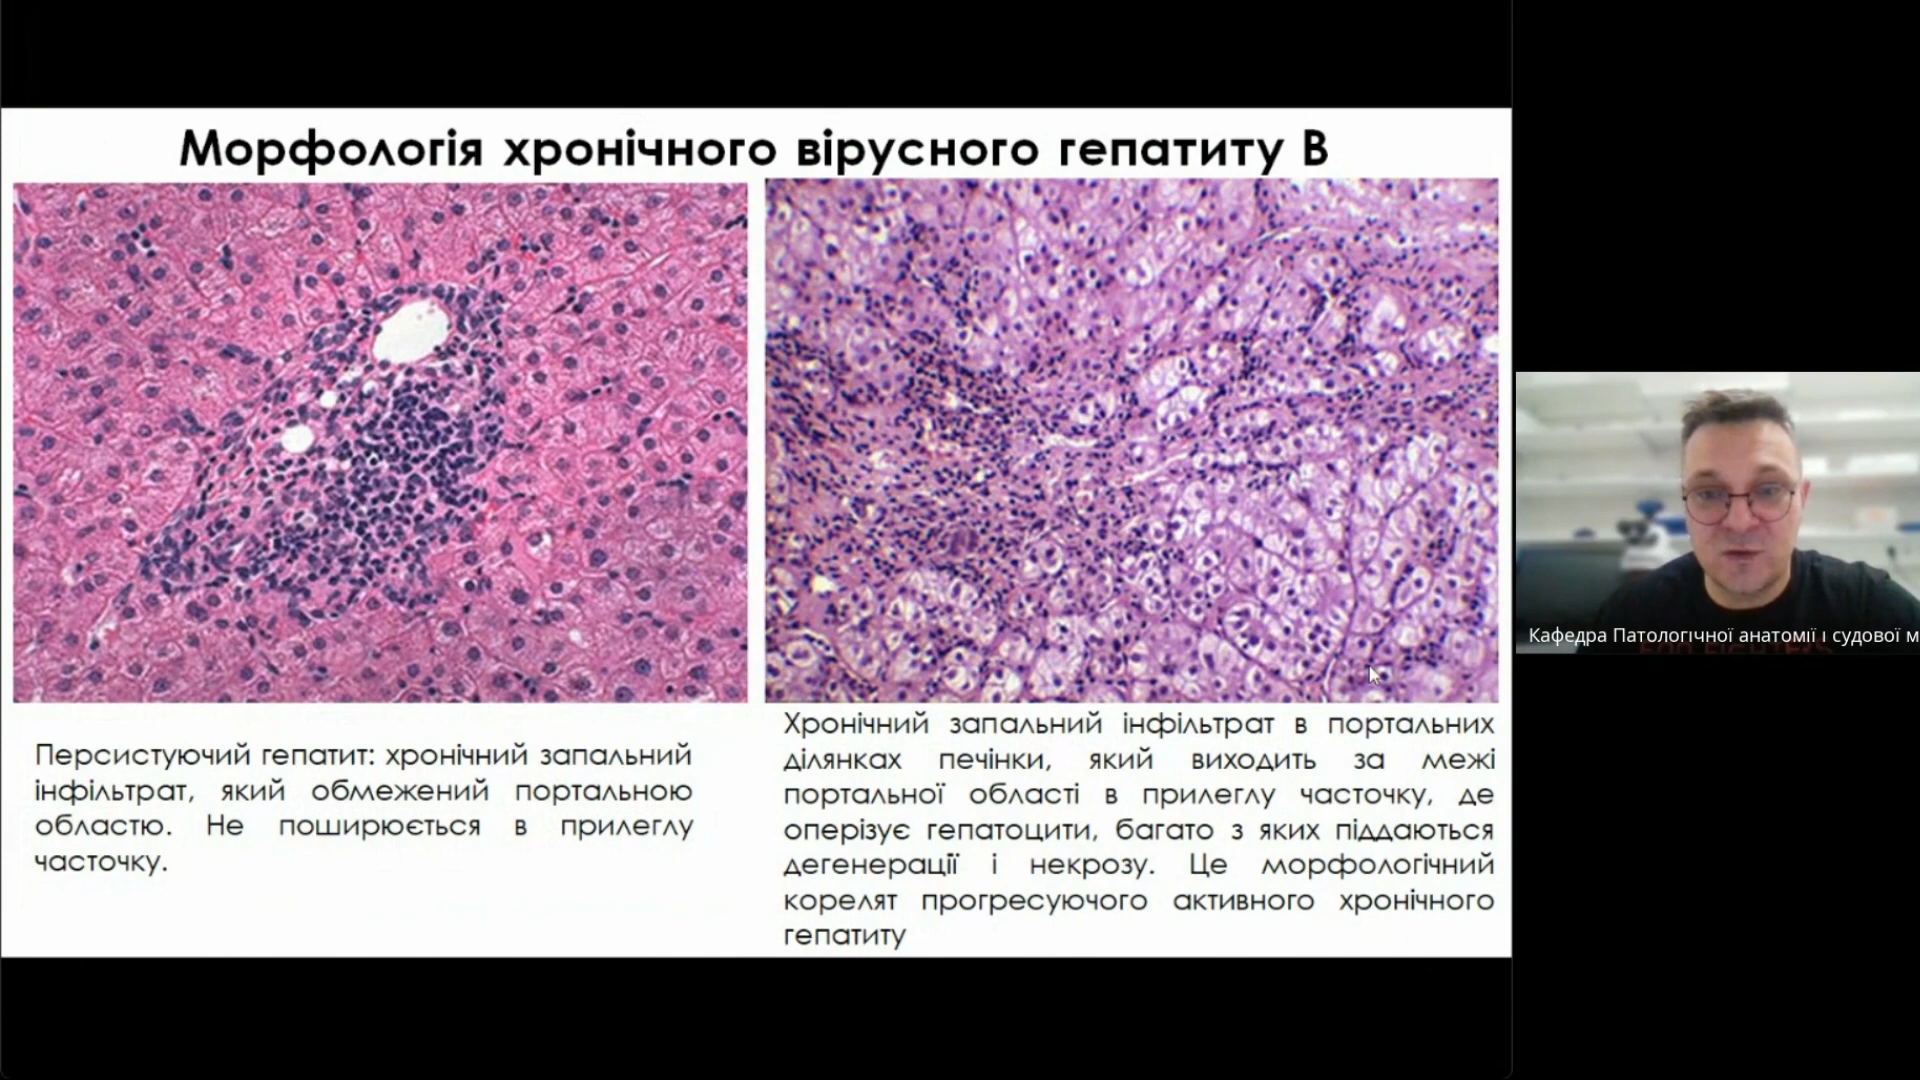 Морфологія хронічного вірусного гепатиту В
Персистуючий гепатит: хронічний запальний
інфільтрат, який обмежений портальною
областю. Не поширюється в прилеглу
часточку.
Хронічний запальний інфільтрат в портальних
ділянках печінки, який виходить за межі
портальної області в прилеглу часточку, де
оперізує гепатоцити, багато з яких піддаються
дегенерації і некрозу. Це морфологічний
корелят прогресуючого активного хронічного
гепатиту
Кафедра Патологічної анатомії і судової м
FOO FIGHTERS